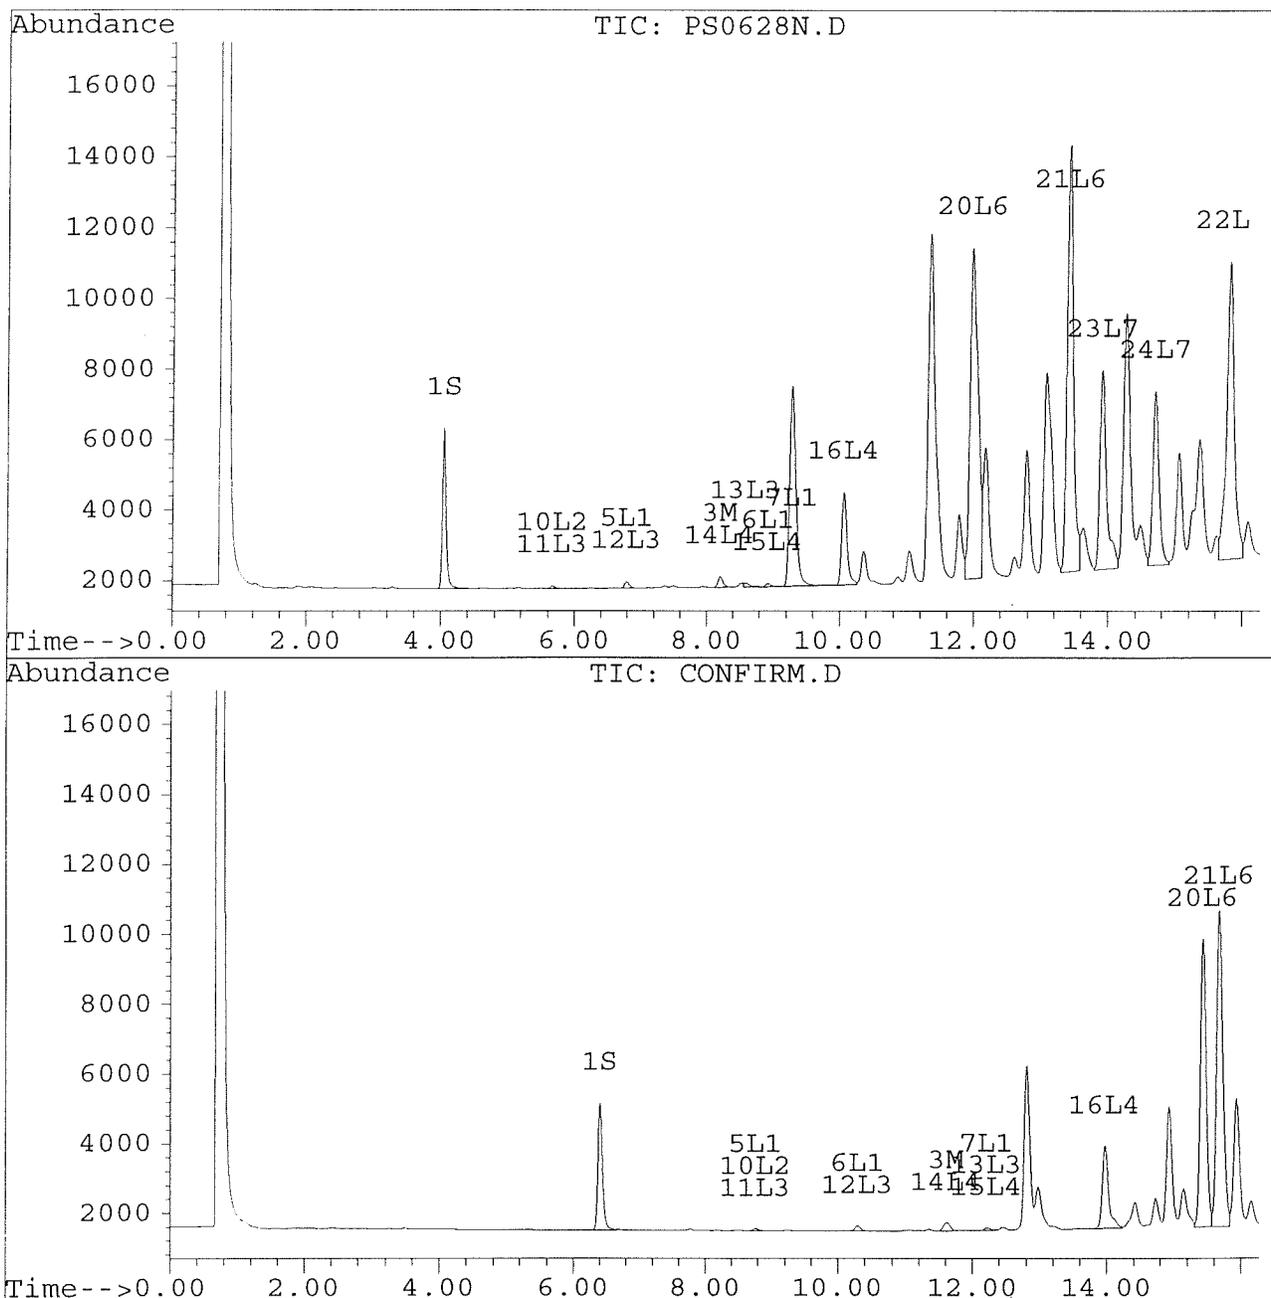 Abundance TIC: PS0628N.D
16000
14000
21L6
12000
20L6
22L
10000
23L7
24L7
8000
1S
6000
16L4
13L3
7L1
4000
10L2 5L1 3M 6L1
11L3 12L3 14L4 15L4
2000
Time-->0.00 2.00 4.00 6.00 8.00 10.00 12.00 14.00
Abundance TIC: CONFIRM.D
16000
14000
12000
21L6
20L6
10000
8000
6000
1S
16L4
4000
5L1 7L1
10L2 6L1 3M 13L3
11L3 12L3 14L4 15L4
2000
Time-->0.00 2.00 4.00 6.00 8.00 10.00 12.00 14.00